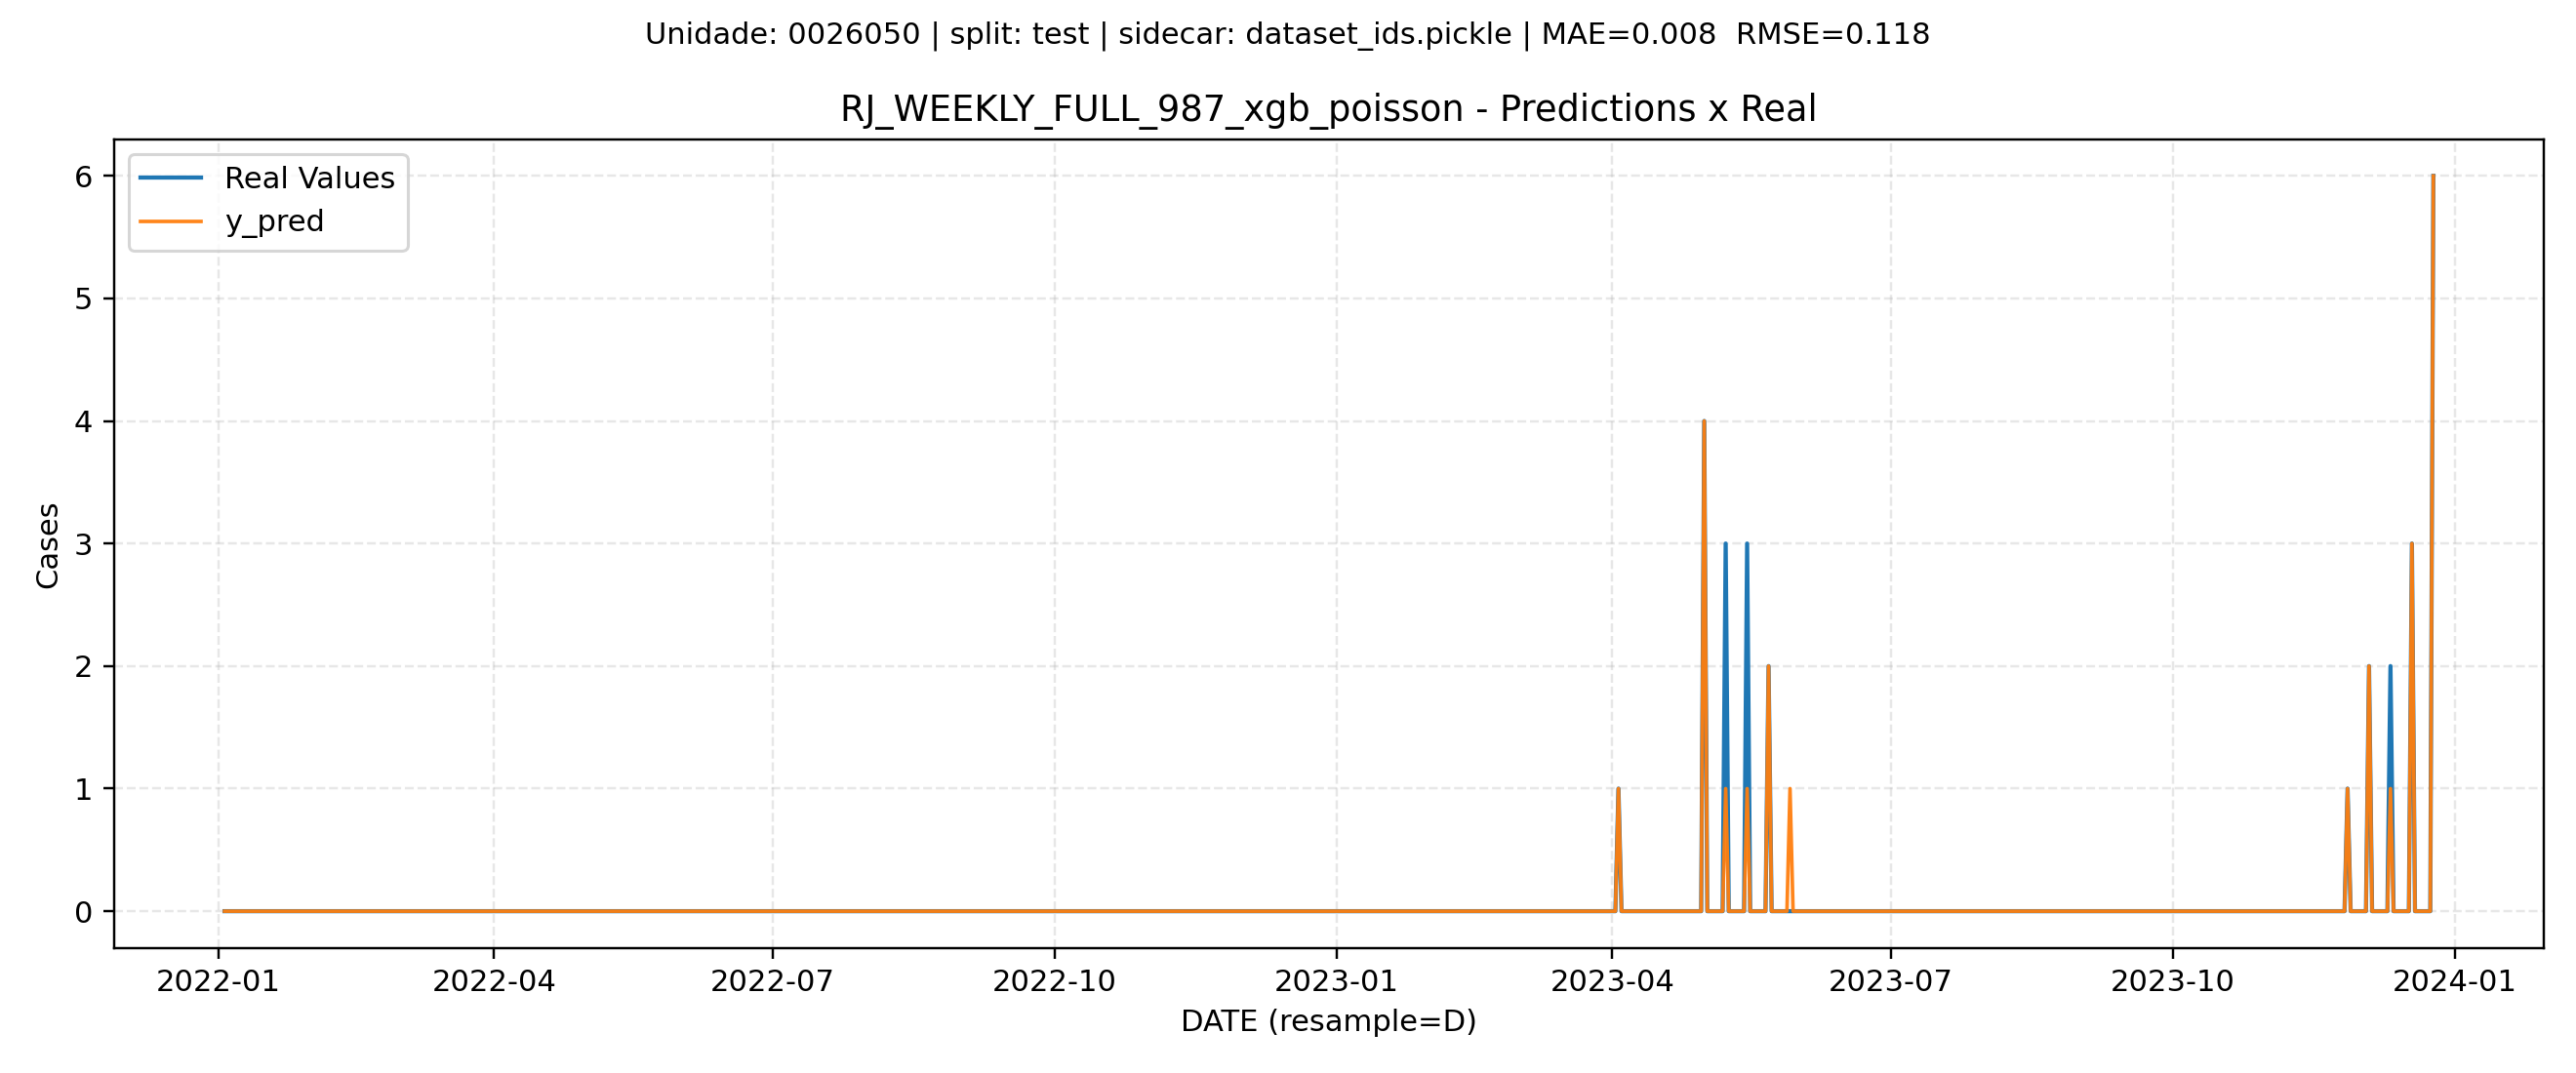 Unidade: 0026050 | split: test | sidecar: dataset_ids.pickle | MAE=0.008  RMSE=0.118
RJ_WEEKLY_FULL_987_xgb_poisson - Predictions x Real
Real Values
y_pred
6
5
4
3
2
1
0
Cases
2022-01
2022-04
2022-07
2022-10
2023-01
2023-04
2023-07
2023-10
2024-01
DATE (resample=D)